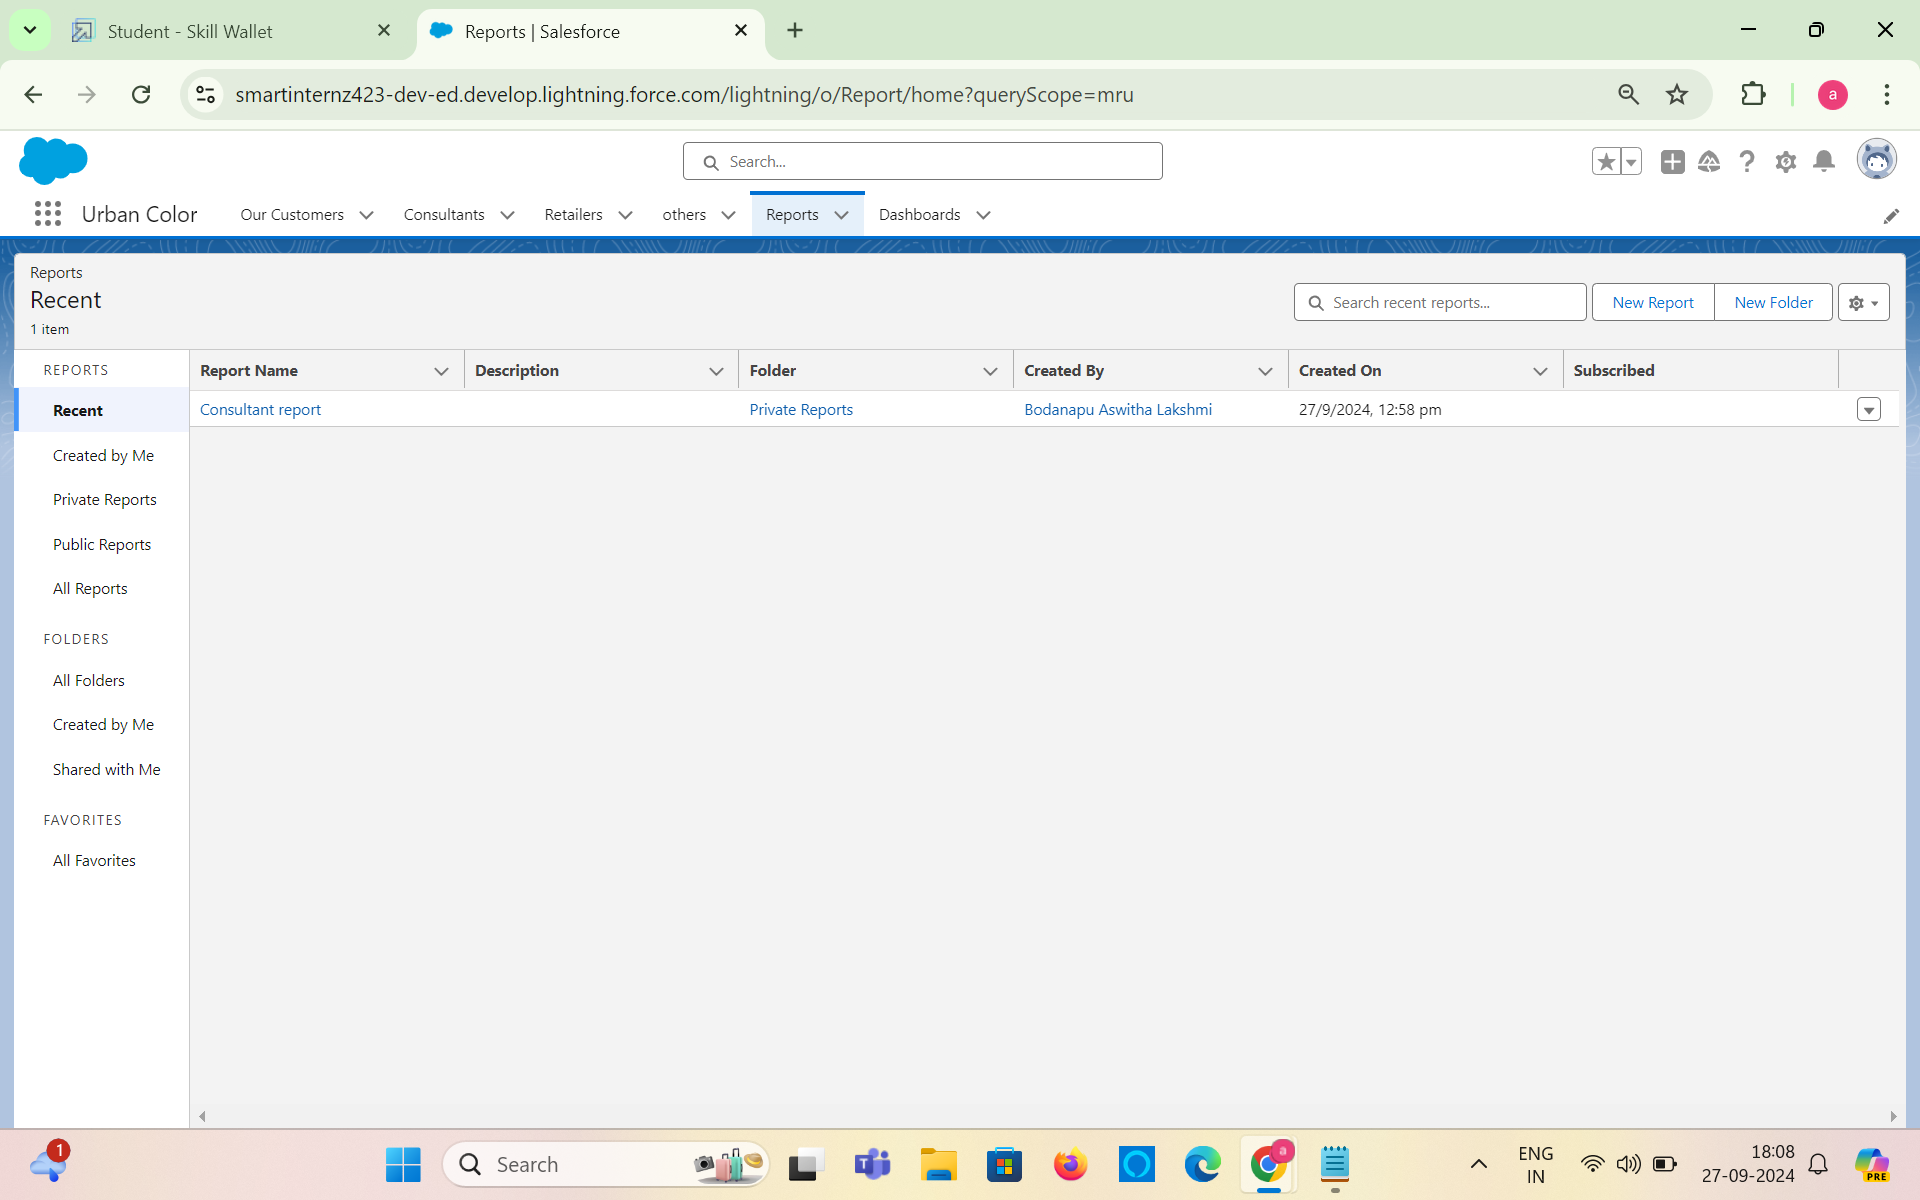 Student - Skill Wallet
Reports | Salesforce
smartinternz423-dev-ed.develop.lightning.force.com/lightning/o/Report/home?queryScope=mru
a
Search...
Urban Color
Our Customers
Consultants
Retailers
others
Reports
Dashboards
Reports
Recent
1 item
Search recent reports...
New Report
New Folder
REPORTS
Report Name
Description
Folder
Created By
Created On
Subscribed
Recent
Consultant report
Private Reports
Bodanapu Aswitha Lakshmi
27/9/2024, 12:58 pm
Created by Me
Private Reports
Public Reports
All Reports
FOLDERS
All Folders
Created by Me
Shared with Me
FAVORITES
All Favorites
1
Search
a
ENG
IN
18:08
27-09-2024
PRE